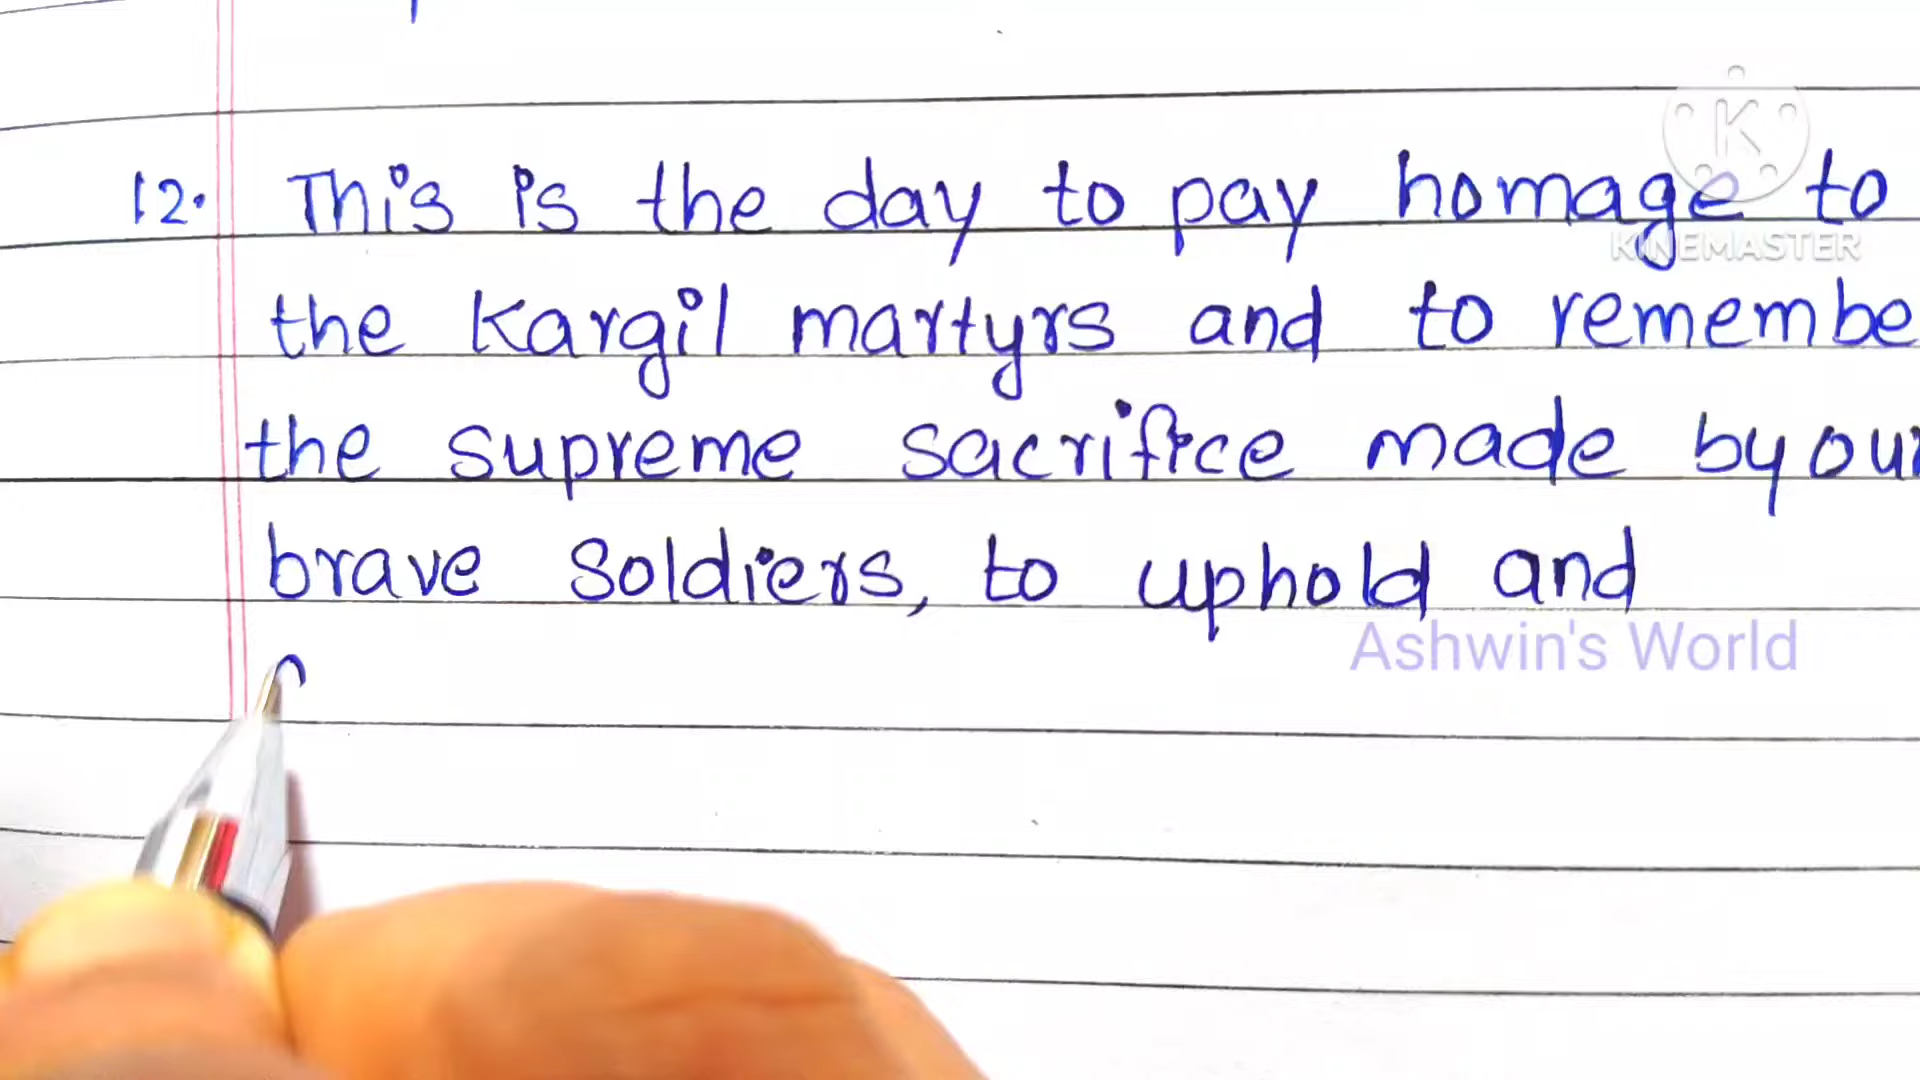 12. This is the day to pay homage to
KINEMASTER
the Kargil martyrs and to remembe
the supreme sacrifice made by our
brave soldiers, to uphold and
Ashwin's World